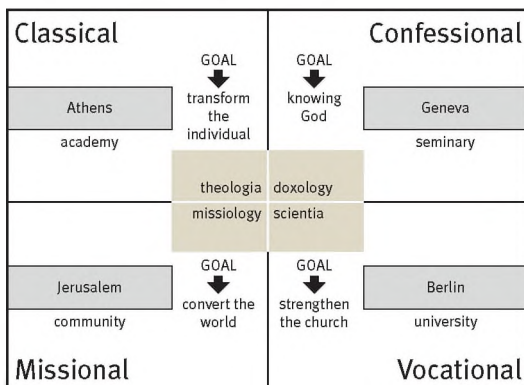 Classical
GOAL
transform
the
individual
Athens
academy
theologia
Confessional
GOAL
knowing
God
Geneva
seminary
doxology
missiology
Jerusalem
community
GOAL
convert the
world
Missional
scientia
GOAL
strengthen
the church
Berlin
university
Vocational